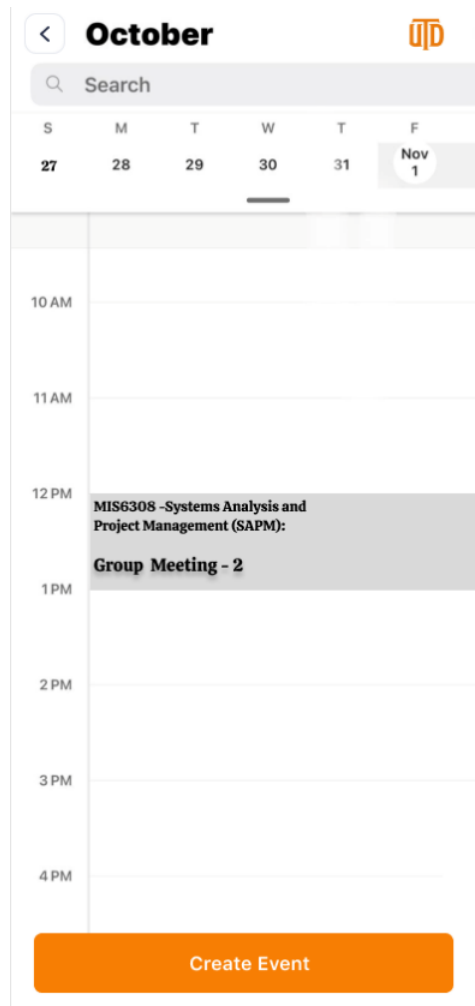 October
UTD
Search
S M T W T F
27 28 29 30 31 Nov 1
10 AM
11 AM
12 PM
MIS6308 -Systems Analysis and
Project Management (SAPM):
Group Meeting - 2
1 PM
2 PM
3 PM
4 PM
Create Event